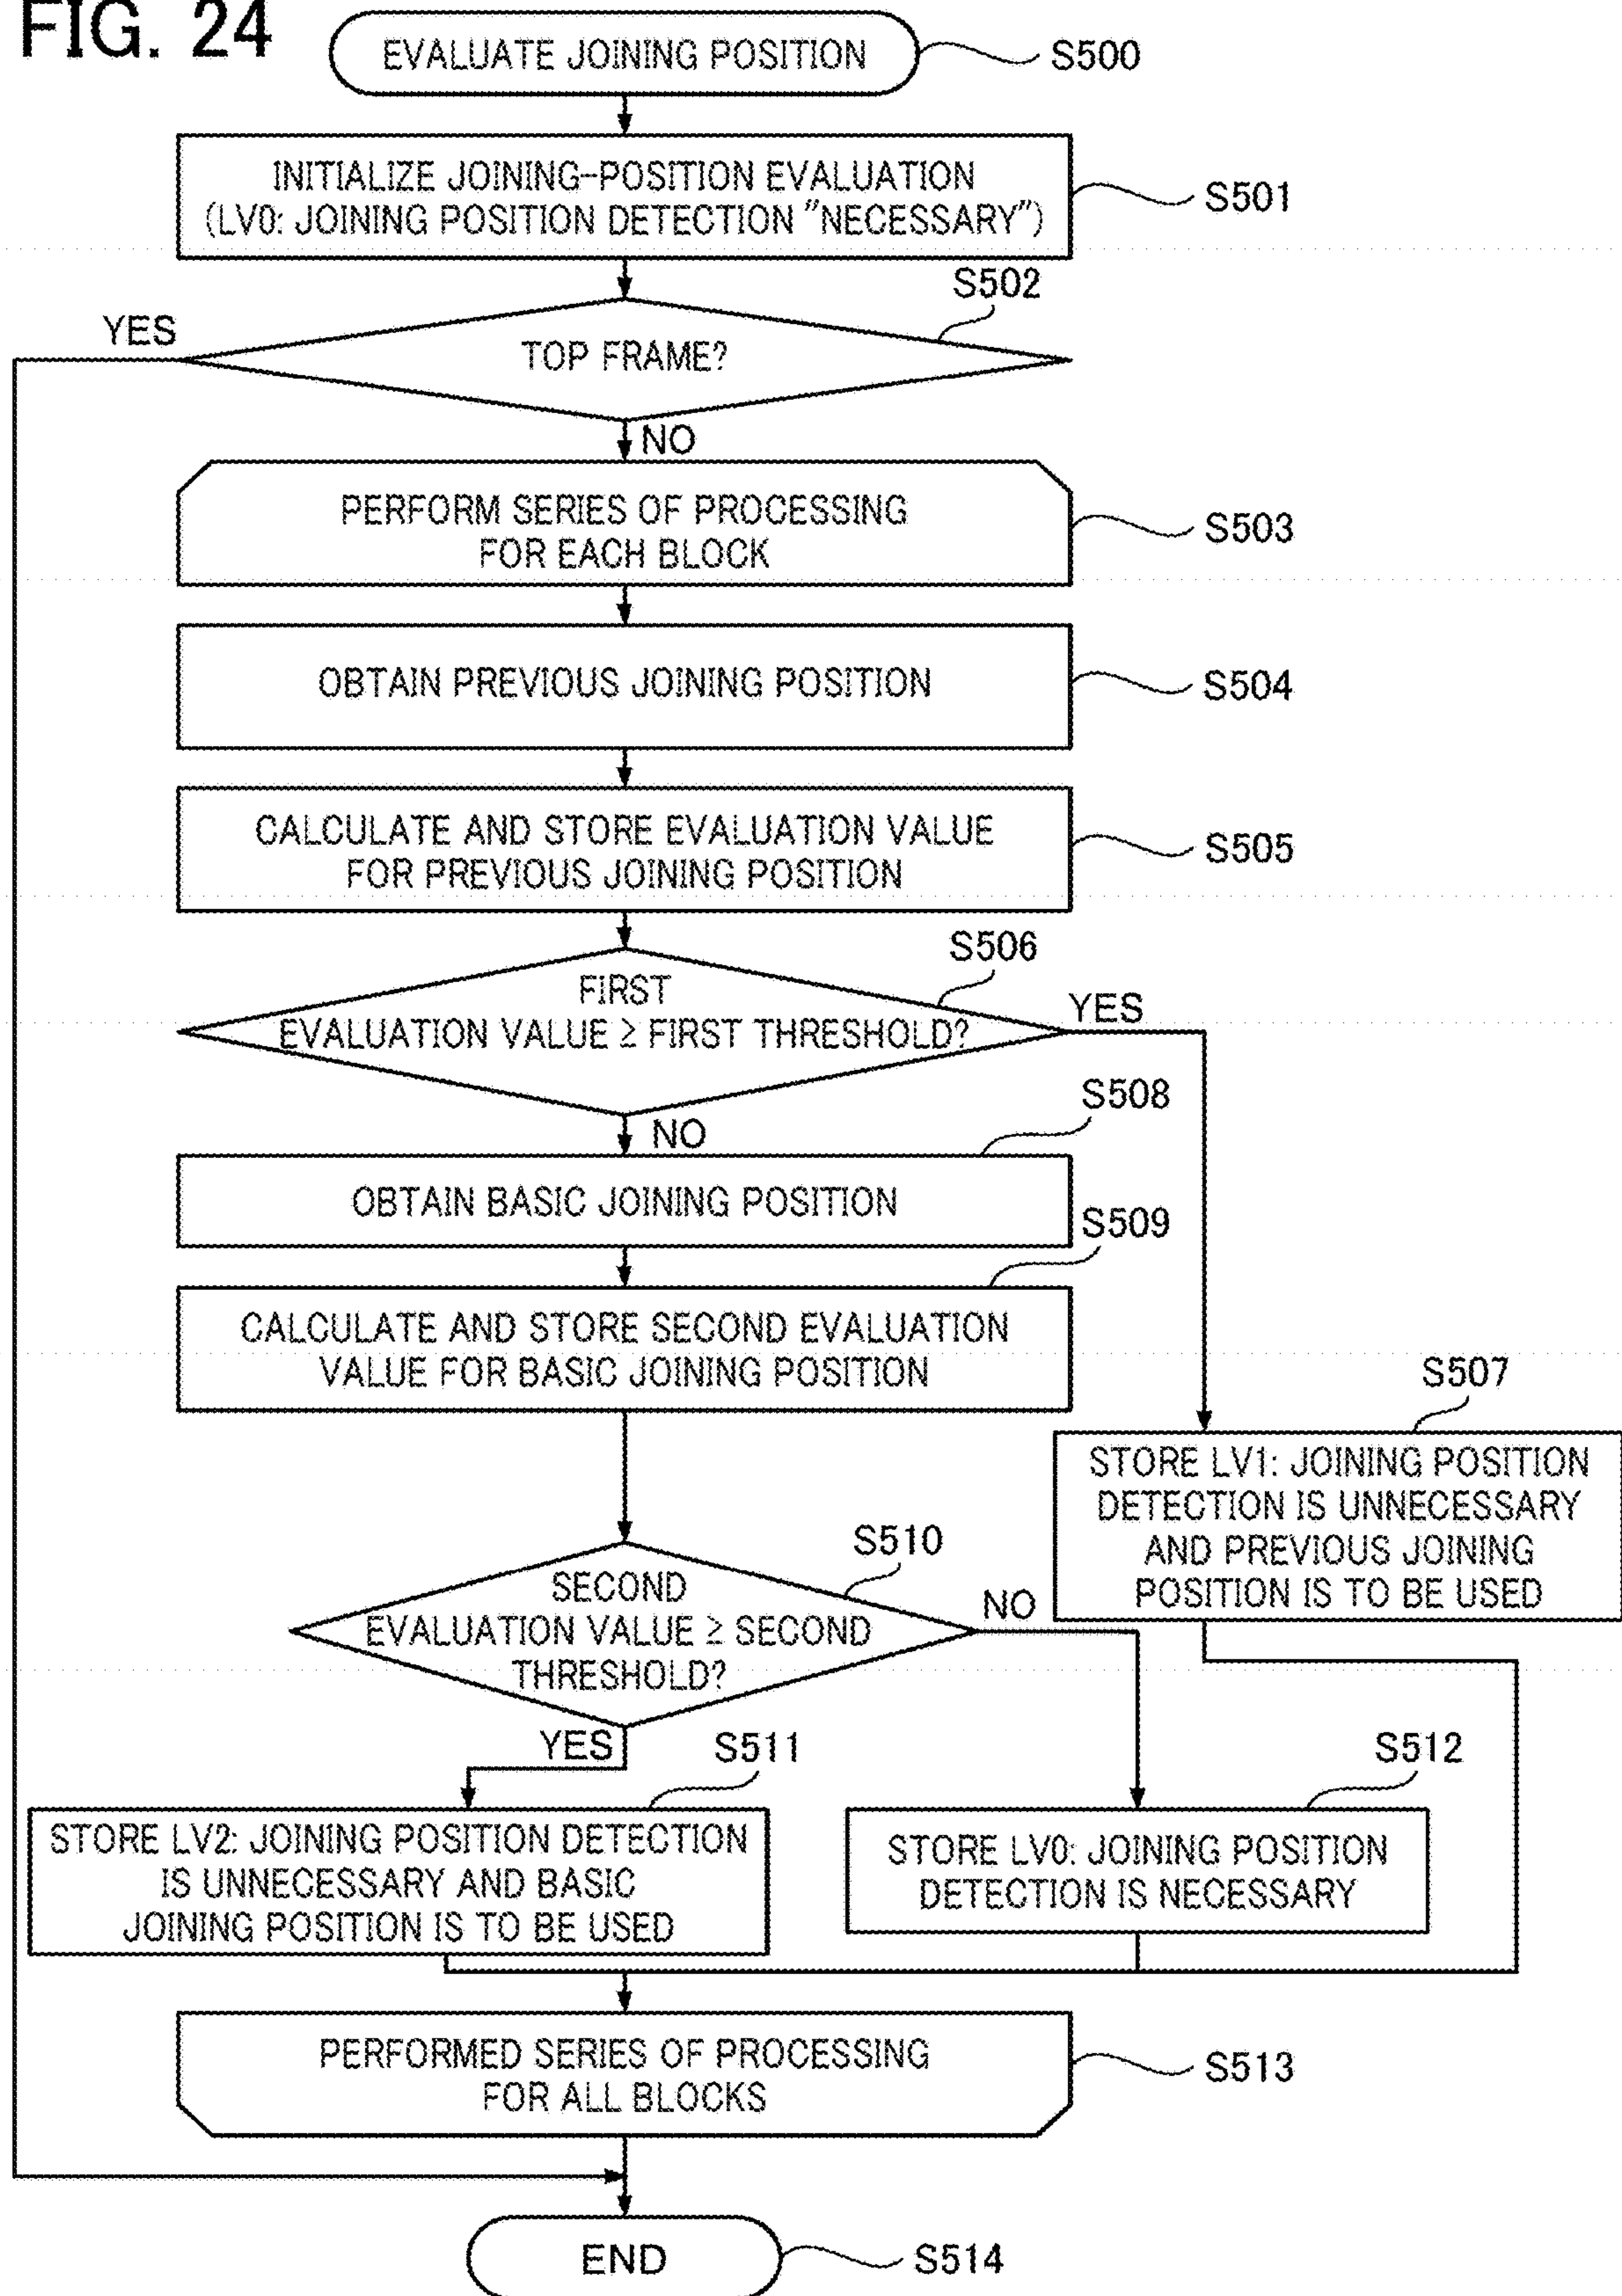 FIG. 24
EVALUATE JOINING POSITION
S500
INITIALIZE JOINING-POSITION EVALUATION
(LV0: JOINING POSITION DETECTION "NECESSARY")
S501
S502
YES
TOP FRAME?
NO
PERFORM SERIES OF PROCESSING
FOR EACH BLOCK
S503
OBTAIN PREVIOUS JOINING POSITION
S504
CALCULATE AND STORE EVALUATION VALUE
FOR PREVIOUS JOINING POSITION
S505
S506
FIRST
EVALUATION VALUE ≥ FIRST THRESHOLD?
YES
NO
S508
OBTAIN BASIC JOINING POSITION
S509
CALCULATE AND STORE SECOND EVALUATION
VALUE FOR BASIC JOINING POSITION
S507
STORE LV1: JOINING POSITION
DETECTION IS UNNECESSARY
AND PREVIOUS JOINING
POSITION IS TO BE USED
S510
SECOND
EVALUATION VALUE ≥ SECOND
THRESHOLD?
NO
YES
S511
STORE LV2: JOINING POSITION DETECTION
IS UNNECESSARY AND BASIC
JOINING POSITION IS TO BE USED
S512
STORE LV0: JOINING POSITION
DETECTION IS NECESSARY
PERFORMED SERIES OF PROCESSING
FOR ALL BLOCKS
S513
END
S514